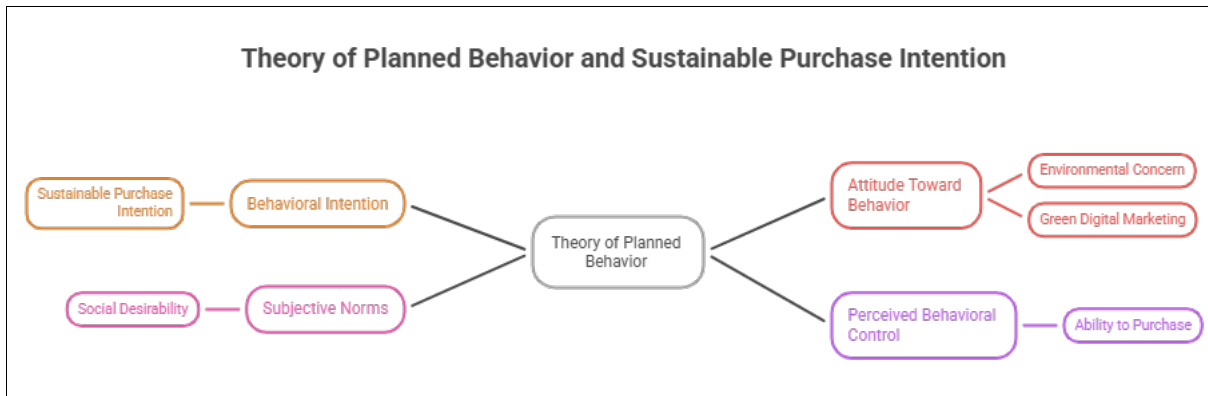 Theory of Planned Behavior and Sustainable Purchase Intention
Sustainable Purchase
Intention
Behavioral Intention
Social Desirability
Subjective Norms
Theory of Planned
Behavior
Attitude Toward
Behavior
Environmental Concern
Green Digital Marketing
Perceived Behavioral
Control
Ability to Purchase